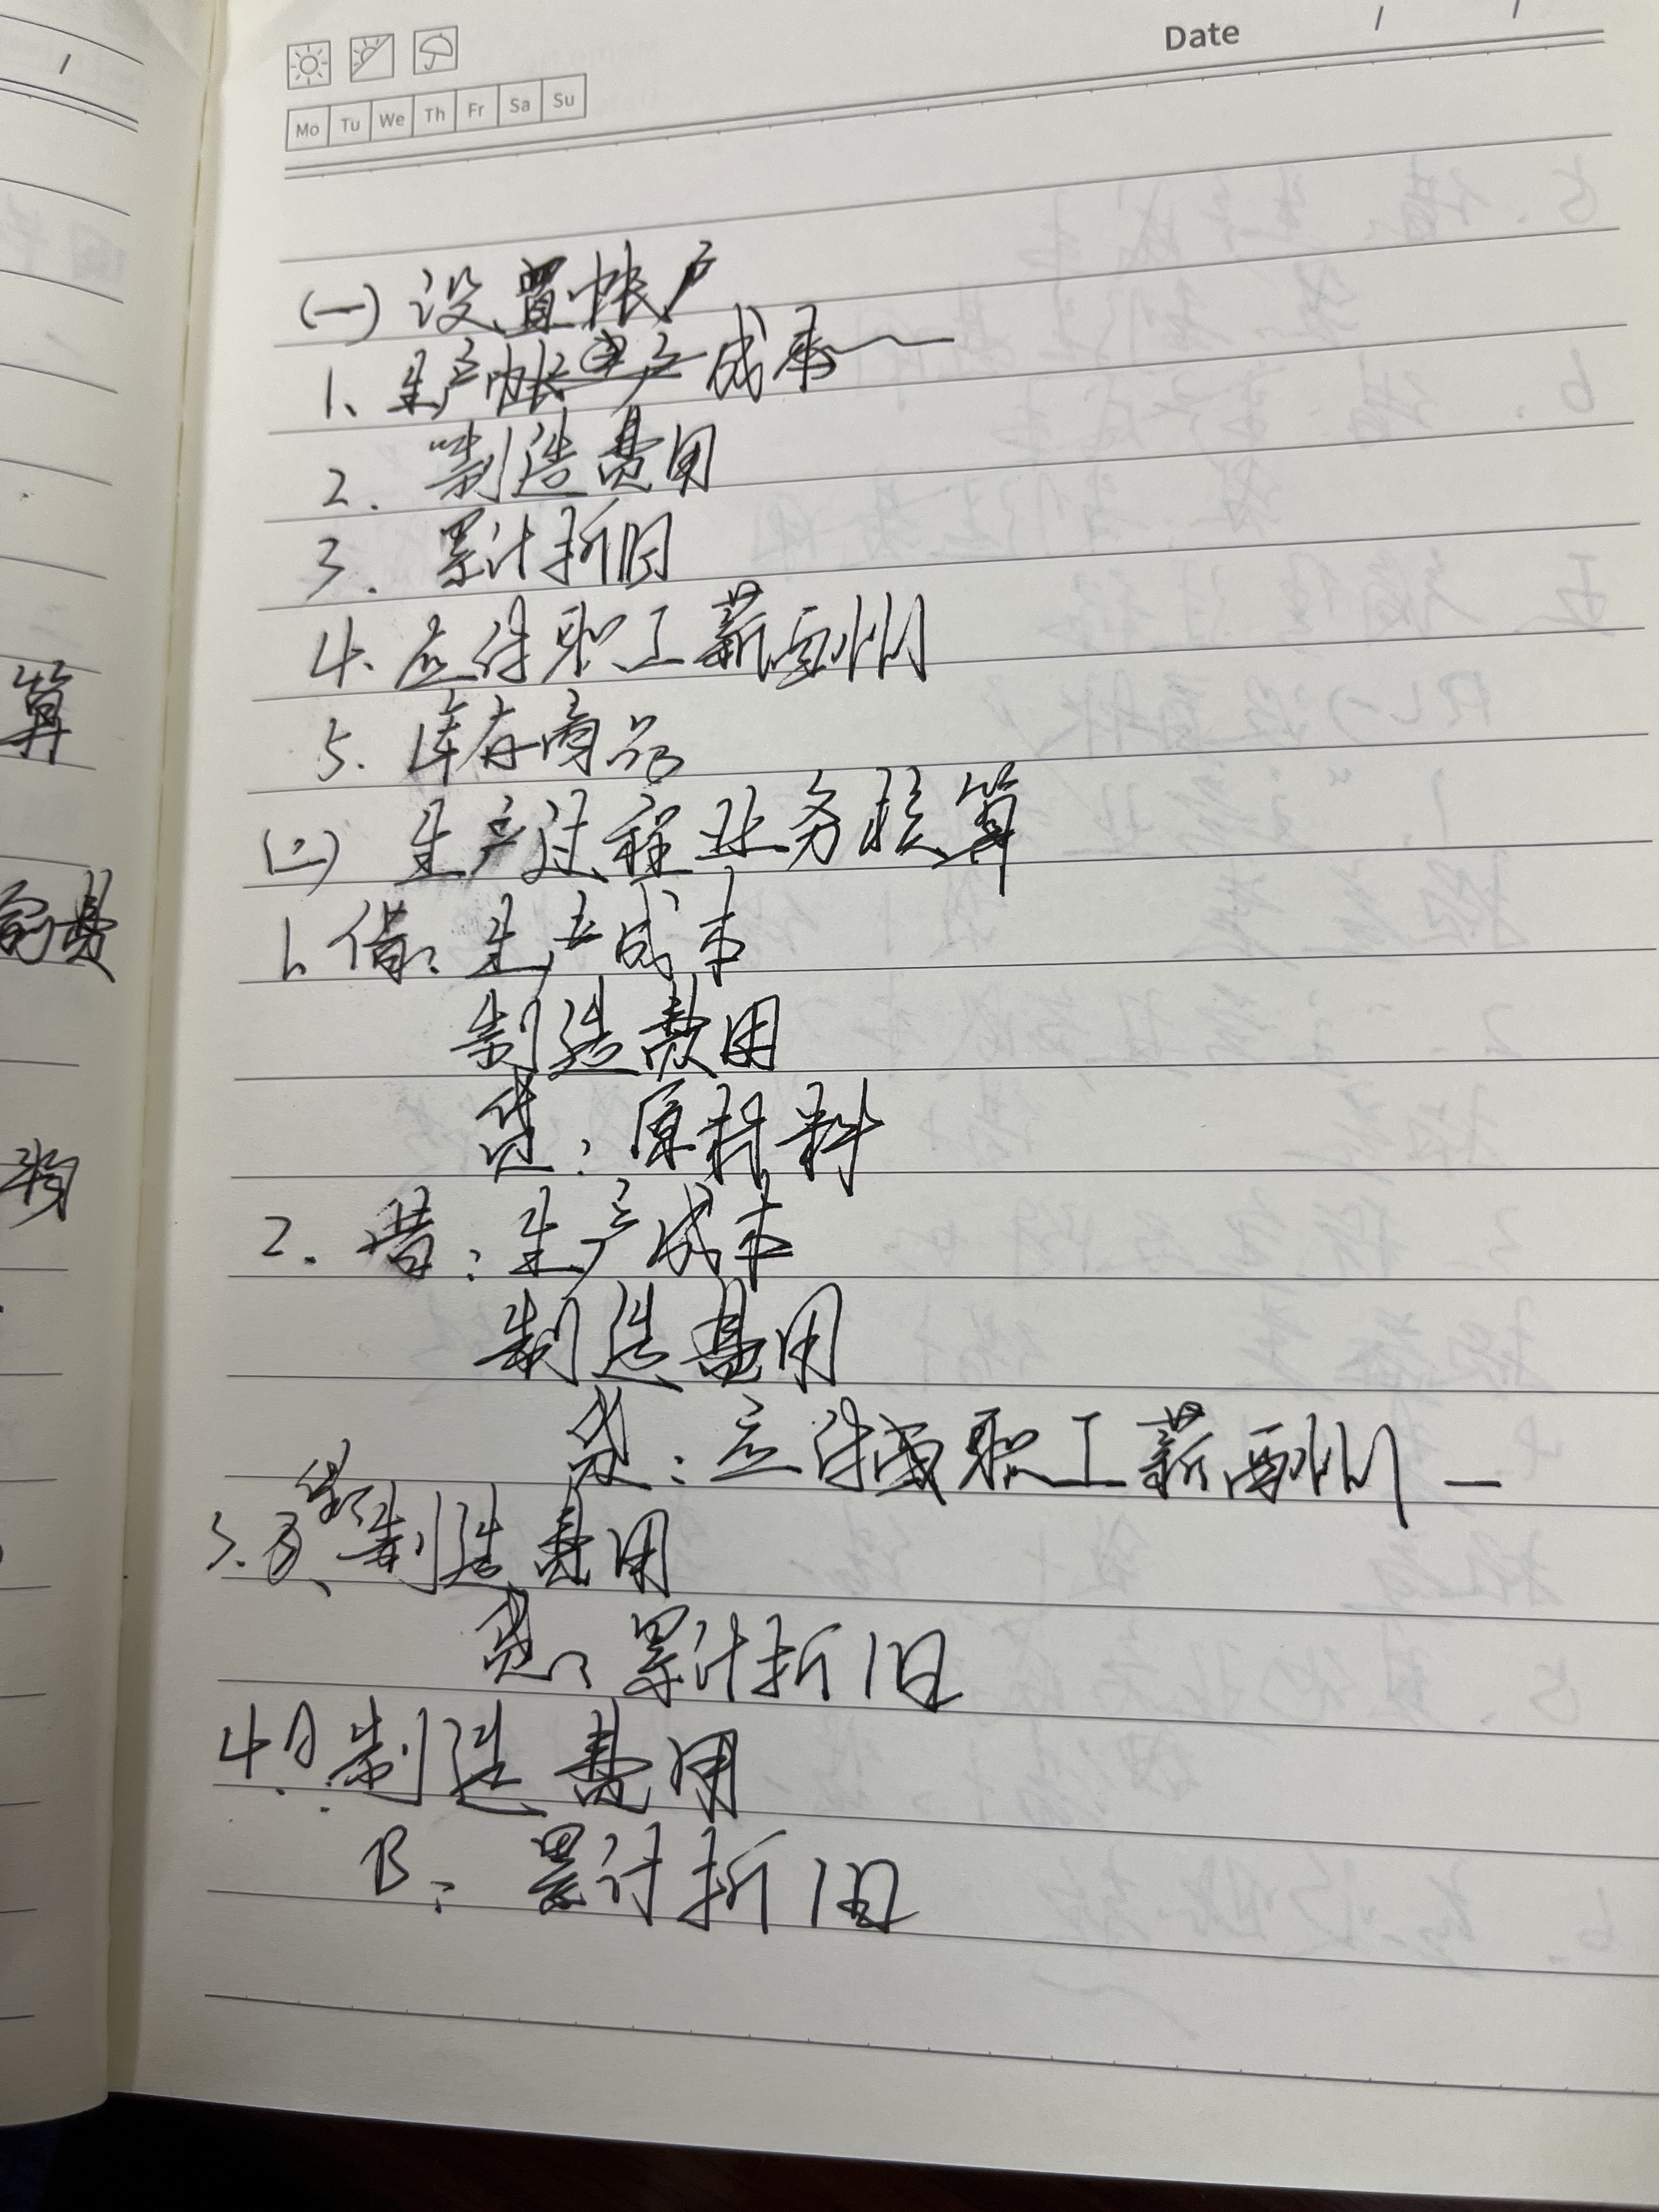 Date / /
Mo Tu We Th Fr Sa Su
算
的费
构
(一) 设置帐户
1、生产成本
2. 制造费用
3. 累计折旧
4. 应付职工薪酬
5. 库存商品
(二) 生产过程业务核算
1. 借: 生产成本
制造费用
贷: 原材料
2. 借: 生产成本
制造费用
贷: 应付职工薪酬
3. 借: 制造费用
贷: 累计折旧
4. 制造费用
B: 累计折旧